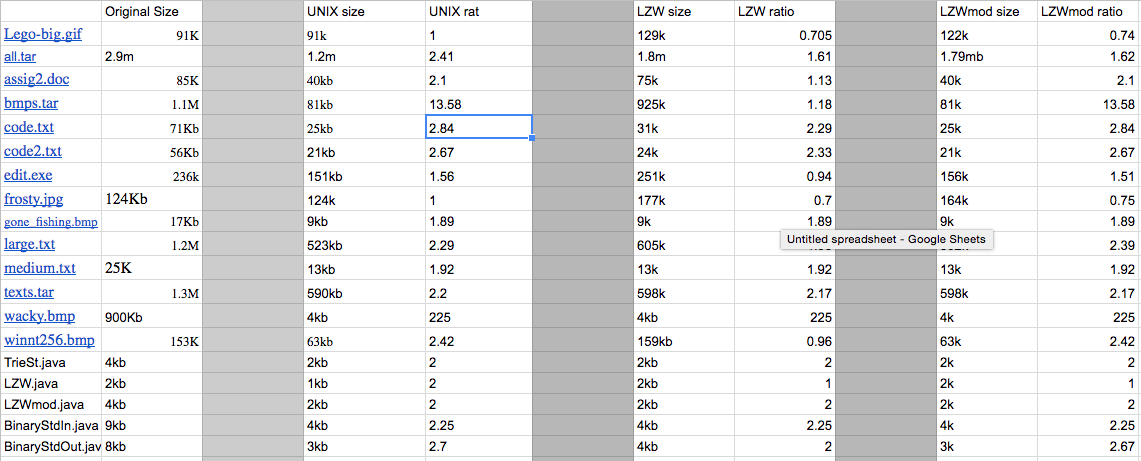 Original Size UNIX size UNIX rat LZW size LZW ratio LZWmod size LZWmod ratio
Lego-big.gif 91K 91k 1 129k 0.705 122k 0.74
all.tar 2.9m 1.2m 2.41 1.8m 1.61 1.79mb 1.62
assig2.doc 85K 40kb 2.1 75k 1.13 40k 2.1
bmps.tar 1.1M 81kb 13.58 925k 1.18 81k 13.58
code.txt 71Kb 25kb 2.84 31k 2.29 25k 2.84
code2.txt 56Kb 21kb 2.67 24k 2.33 21k 2.67
edit.exe 236k 151kb 1.56 251k 0.94 156k 1.51
frosty.jpg 124Kb 124k 1 177k 0.7 164k 0.75
gone_fishing.bmp 17Kb 9kb 1.89 9k 1.89 9k 1.89
Untitled spreadsheet - Google Sheets
large.txt 1.2M 523kb 2.29 605k 2.39
medium.txt 25K 13kb 1.92 13k 1.92 13k 1.92
texts.tar 1.3M 590kb 2.2 598k 2.17 598k 2.17
wacky.bmp 900Kb 4kb 225 4kb 225 4k 225
winnt256.bmp 153K 63kb 2.42 159kb 0.96 63k 2.42
TrieSt.java 4kb 2kb 2 2kb 2 2k 2
LZW.java 2kb 1kb 2 2kb 1 2k 1
LZWmod.java 4kb 2kb 2 2kb 2 2k 2
BinaryStdIn.java 9kb 4kb 2.25 4kb 2.25 4k 2.25
BinaryStdOut.jav 8kb 3kb 2.7 4kb 2 3k 2.67